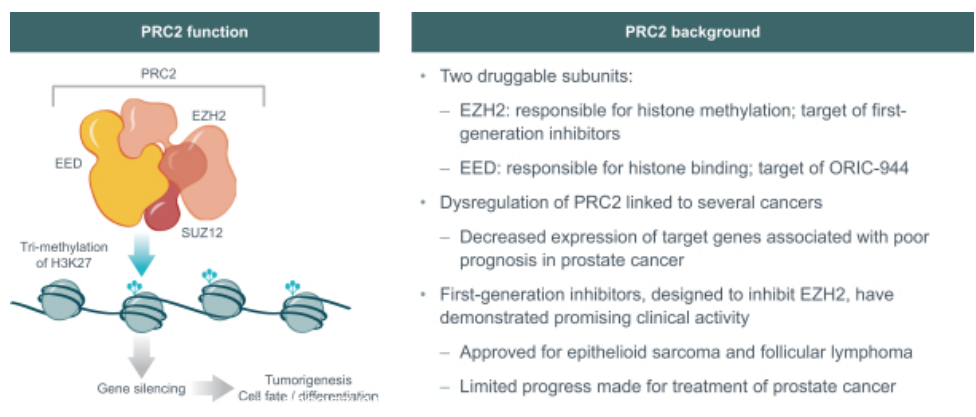 PRC2 function
PRC2
EZH2
EED
SUZ12
Tri-methylation
of H3K27
Gene silencing
Tumorigenesis
Cell fate / differentiation
PRC2 background
• Two druggable subunits:
– EZH2: responsible for histone methylation; target of first-
generation inhibitors
– EED: responsible for histone binding; target of ORIC-944
• Dysregulation of PRC2 linked to several cancers
– Decreased expression of target genes associated with poor
prognosis in prostate cancer
• First-generation inhibitors, designed to inhibit EZH2, have
demonstrated promising clinical activity
– Approved for epithelioid sarcoma and follicular lymphoma
– Limited progress made for treatment of prostate cancer